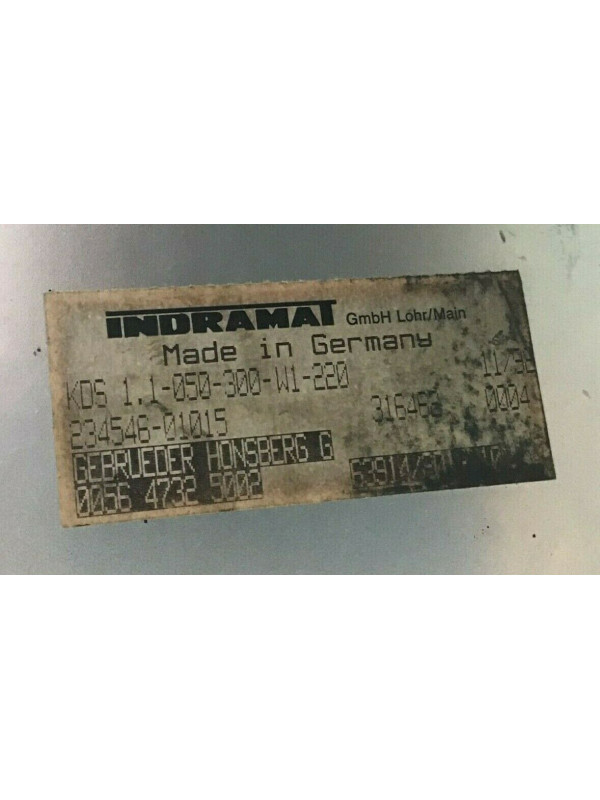 INDRAMAT GmbH Lohr/Main
Made in Germany
KDS 1.1-050-300-W1-220
234546-01015 316463 0004
GEBRUEDER HONSBERG G
0056 4732 5002